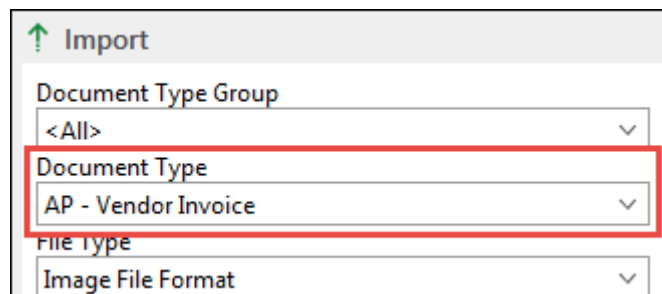 Import
Document Type Group
<All>
Document Type
AP - Vendor Invoice
File Type
Image File Format